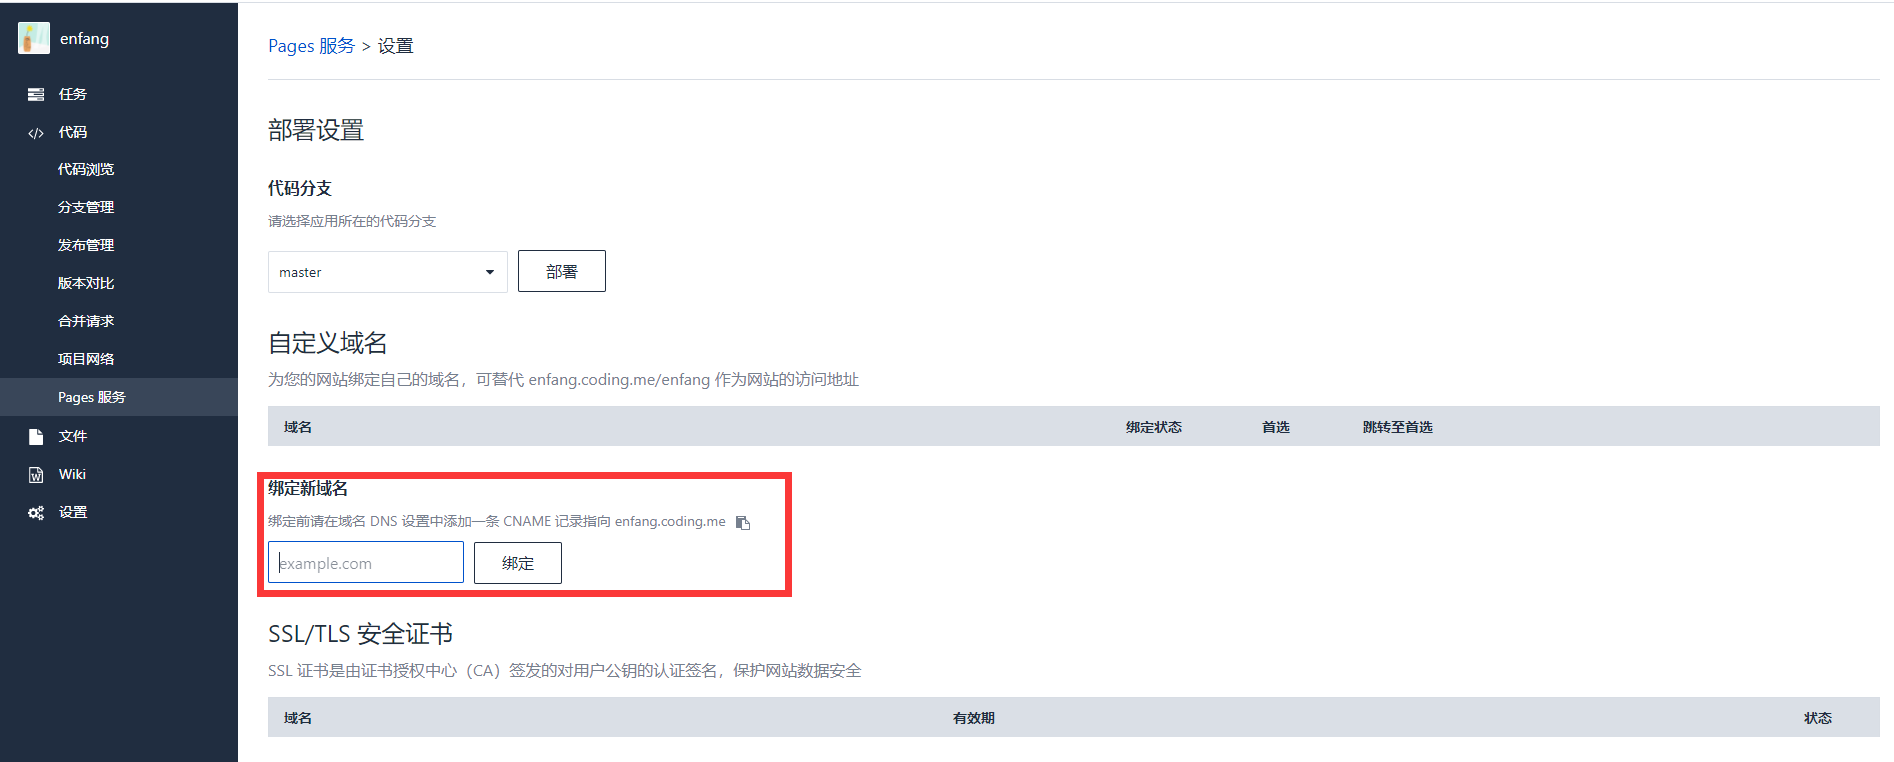 enfang
任务
代码
代码浏览
分支管理
发布管理
版本对比
合并请求
项目网络
Pages 服务
文件
Wiki
设置
Pages 服务 > 设置
部署设置
代码分支
请选择应用所在的代码分支
master
部署
自定义域名
为您的网站绑定自己的域名，可替代 enfang.coding.me/enfang 作为网站的访问地址
域名 绑定状态 首选 跳转至首选
绑定新域名
绑定前请在域名 DNS 设置中添加一条 CNAME 记录指向 enfang.coding.me
example.com
绑定
SSL/TLS 安全证书
SSL 证书是由证书授权中心（CA）签发的对用户公钥的认证签名，保护网站数据安全
域名 有效期 状态